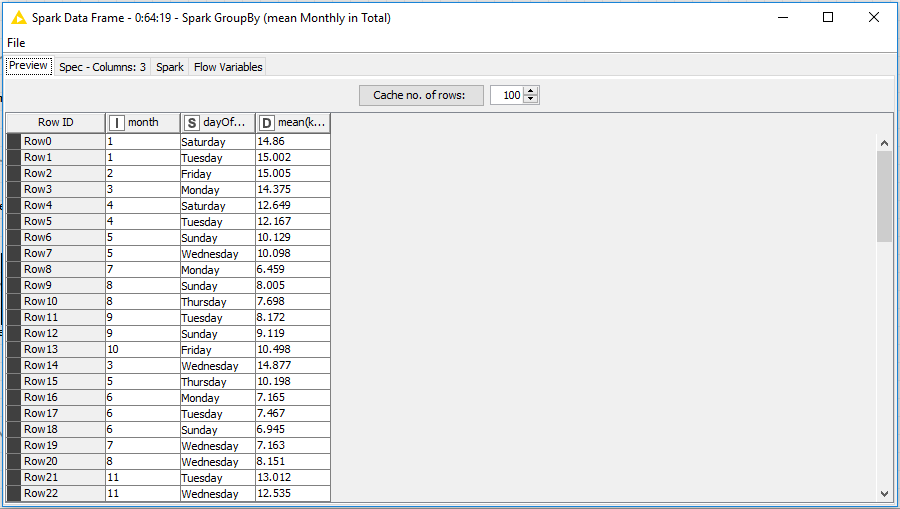 Spark Data Frame - 0:64:19 - Spark GroupBy (mean Monthly in Total)
File
Preview Spec - Columns: 3 Spark Flow Variables
Cache no. of rows: 100
Row ID I month S dayOf... D mean(k...
Row0 1 Saturday 14.86
Row1 1 Tuesday 15.002
Row2 2 Friday 15.005
Row3 3 Monday 14.375
Row4 4 Saturday 12.649
Row5 4 Tuesday 12.167
Row6 5 Sunday 10.129
Row7 5 Wednesday 10.098
Row8 7 Monday 6.459
Row9 8 Sunday 8.005
Row10 8 Thursday 7.698
Row11 9 Tuesday 8.172
Row12 9 Sunday 9.119
Row13 10 Friday 10.498
Row14 3 Wednesday 14.877
Row15 5 Thursday 10.198
Row16 6 Monday 7.165
Row17 6 Tuesday 7.467
Row18 6 Sunday 6.945
Row19 7 Wednesday 7.163
Row20 8 Wednesday 8.151
Row21 11 Tuesday 13.012
Row22 11 Wednesday 12.535